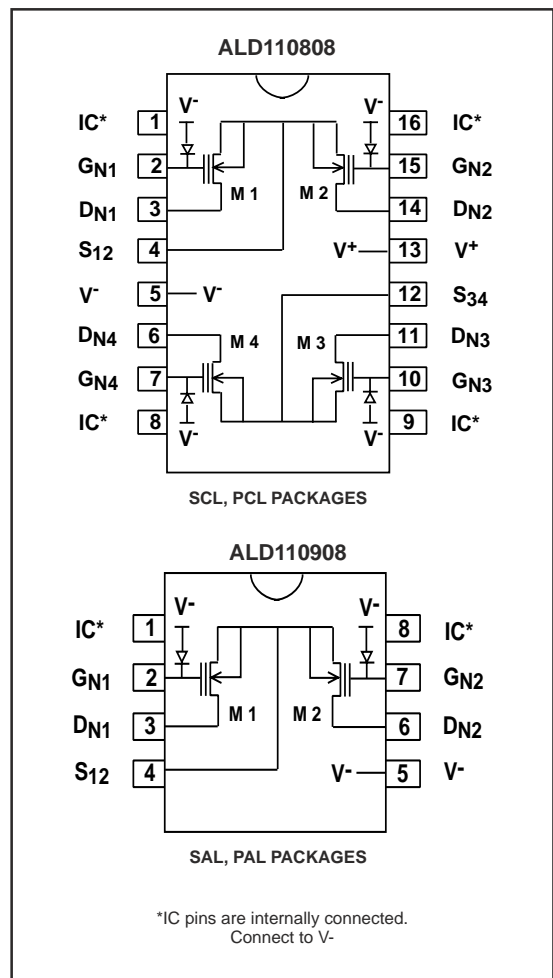 ALD110808
IC* 1 V- V- 16 IC*
GN1 2 15 GN2
M 1 M 2
DN1 3 14 DN2
S12 4 V+ 13 V+
V- 5 V- 12 S34
DN4 6 M 4 M 3 11 DN3
GN4 7 10 GN3
IC* 8 V- V- 9 IC*
SCL, PCL PACKAGES
ALD110908
IC* 1 V- V- 8 IC*
GN1 2 7 GN2
DN1 3 M 1 M 2 6 DN2
S12 4 V- 5 V-
SAL, PAL PACKAGES
*IC pins are internally connected.
Connect to V-